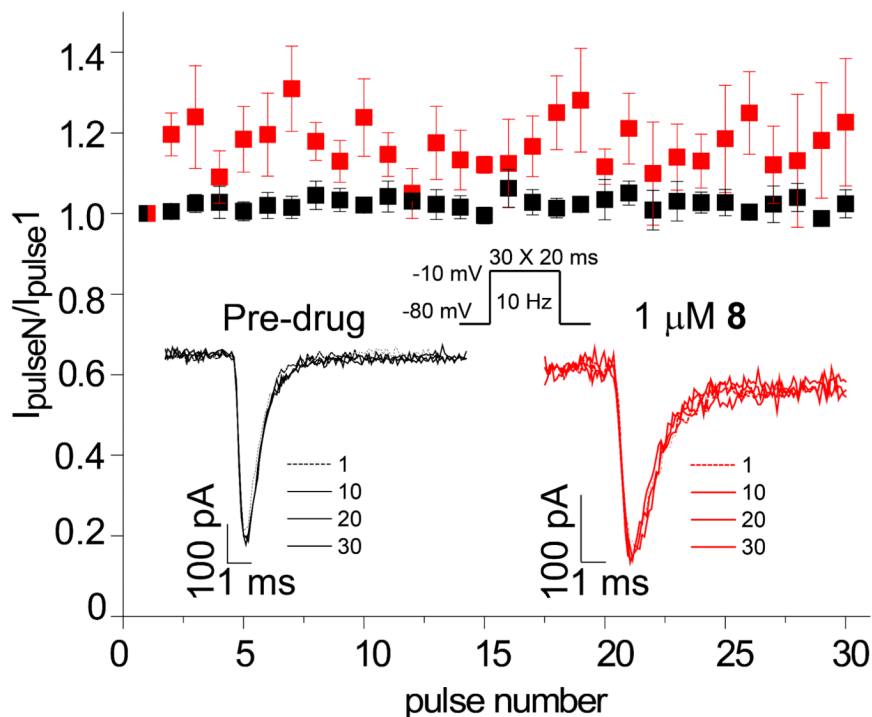 1.4
1.2
1.0
0.8
0.6
0.4
0.2
0
IpulseN/Ipulse1
30 X 20 ms
-10 mV
10 Hz
-80 mV
Pre-drug
1 μM 8
1
10
20
30
100 pA
1 ms
1
10
20
30
100 pA
1 ms
0 5 10 15 20 25 30
pulse number